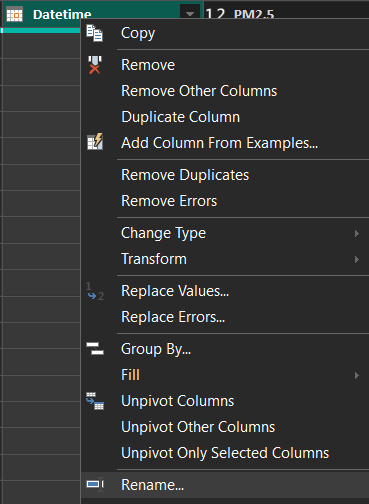 Datetime 1.2 PM2.5
Copy
Remove
Remove Other Columns
Duplicate Column
Add Column From Examples...
Remove Duplicates
Remove Errors
Change Type
Transform
1 2 Replace Values...
Replace Errors...
Group By...
Fill
Unpivot Columns
Unpivot Other Columns
Unpivot Only Selected Columns
Rename...